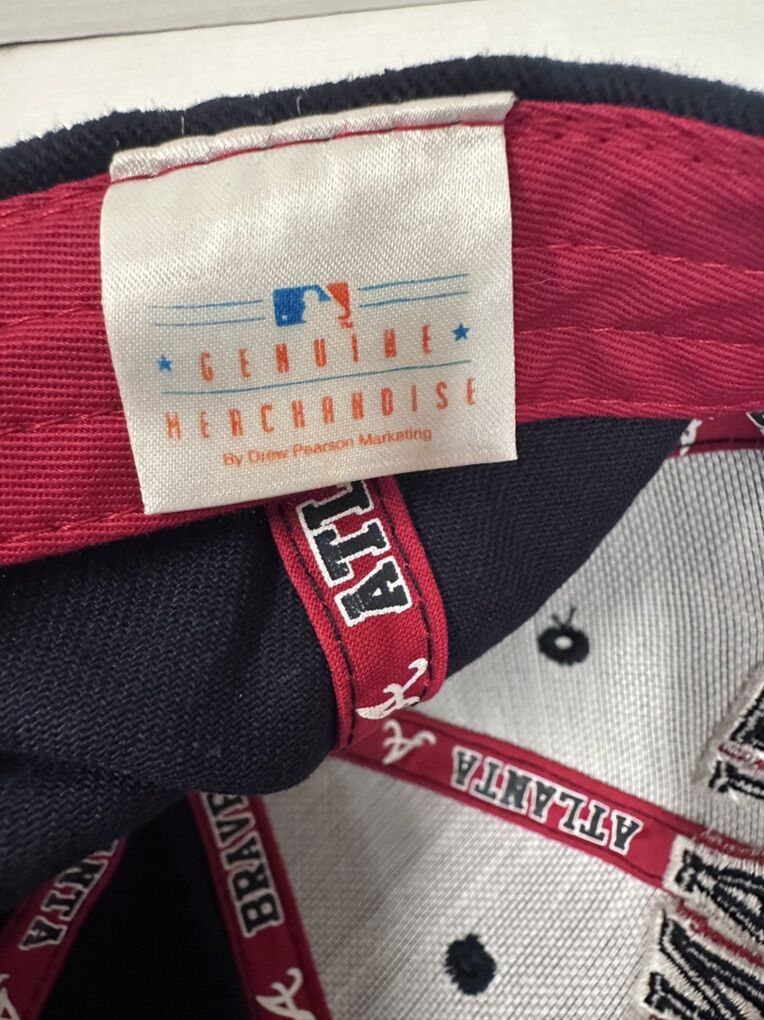 GENUINE
MERCHANDISE
By Drew Pearson Marketing
ATL
A
A
ATLANTA
BRAVE
A